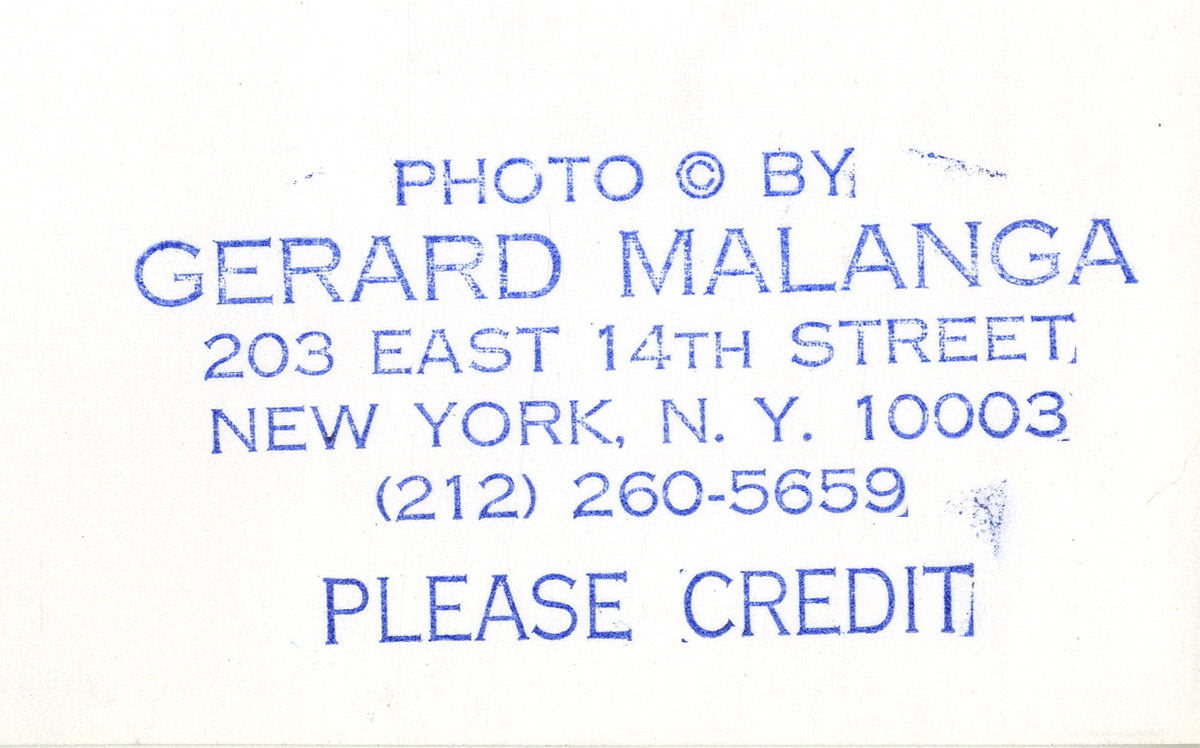 PHOTO © BY
GERARD MALANGA
203 EAST 14TH STREET
NEW YORK, N. Y. 10003
(212) 260-5659
PLEASE CREDIT